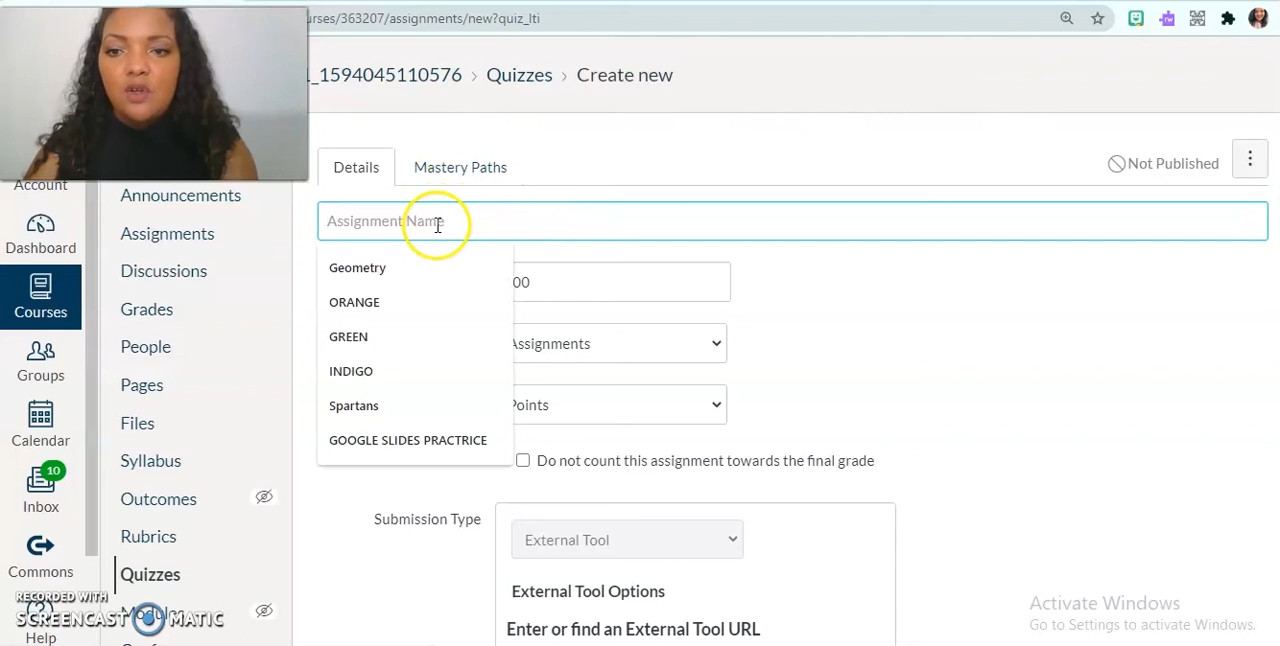 urses/363207/assignments/new?quiz_lti
1_1594045110576 › Quizzes › Create new
Details
Mastery Paths
Not Published
Assignment Name
Geometry
ORANGE
GREEN
INDIGO
Spartans
GOOGLE SLIDES PRACTRICE
00
Assignments
Points
Do not count this assignment towards the final grade
Submission Type
External Tool
External Tool Options
Enter or find an External Tool URL
Account
Dashboard
Courses
Groups
Calendar
10
Inbox
Commons
Help
Announcements
Assignments
Discussions
Grades
People
Pages
Files
Syllabus
Outcomes
Rubrics
Quizzes
Modules
RECORDED WITH
SCREENCAST MATIC
Activate Windows
Go to Settings to activate Windows.